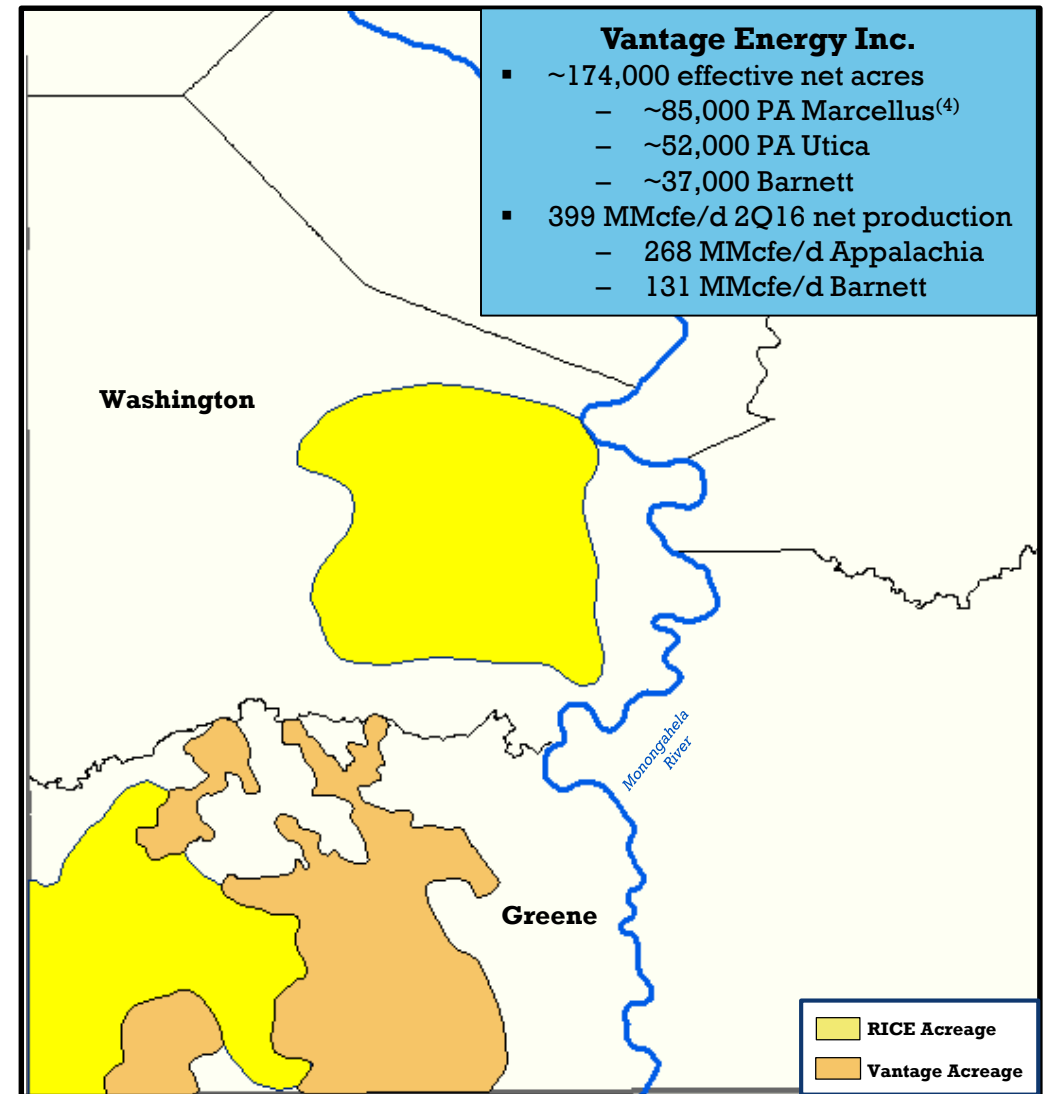 Vantage Energy Inc.
▪ ~174,000 effective net acres
– ~85,000 PA Marcellus(4)
– ~52,000 PA Utica
– ~37,000 Barnett
▪ 399 MMcfe/d 2Q16 net production
– 268 MMcfe/d Appalachia
– 131 MMcfe/d Barnett
Washington
Monongahela
River
Greene
RICE Acreage
Vantage Acreage